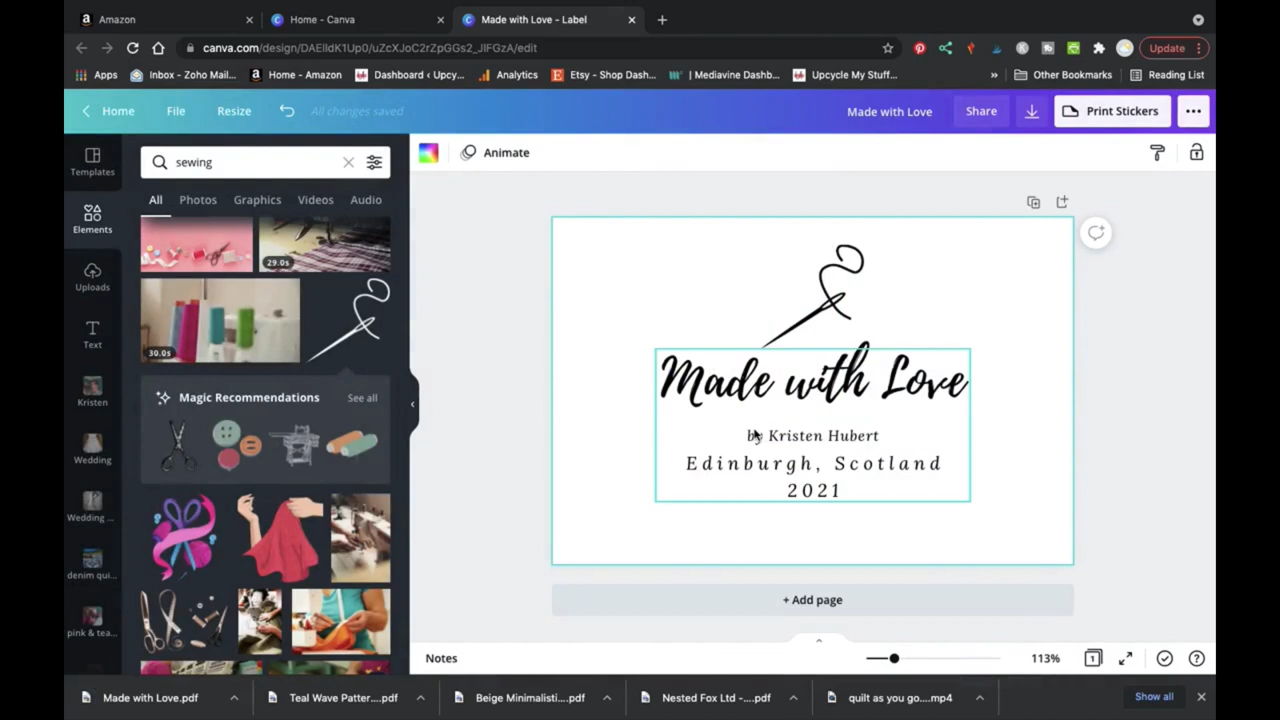 Amazon
Home - Canva
Made with Love - Label
canva.com/design/DAElldK1Up0/uZcXJoC2rZpGGs2_JIFGzA/edit
Update
Apps
Inbox - Zoho Mail...
Home - Amazon
Dashboard ‹ Upcy...
Analytics
Etsy - Shop Dash...
Mediavine Dashb...
Upcycle My Stuff...
»
Other Bookmarks
Reading List
Home
File
Resize
All changes saved
Made with Love
Share
Print Stickers
Templates
Elements
Uploads
Text
Kristen
Wedding
Wedding ...
denim qui...
pink & tea...
sewing
All
Photos
Graphics
Videos
Audio
29.0s
30.0s
Magic Recommendations
See all
Animate
Made with Love
by Kristen Hubert
Edinburgh, Scotland
2021
+ Add page
Notes
113%
1
Made with Love.pdf
Teal Wave Patter....pdf
Beige Minimalisti....pdf
Nested Fox Ltd -....pdf
quilt as you go....mp4
Show all